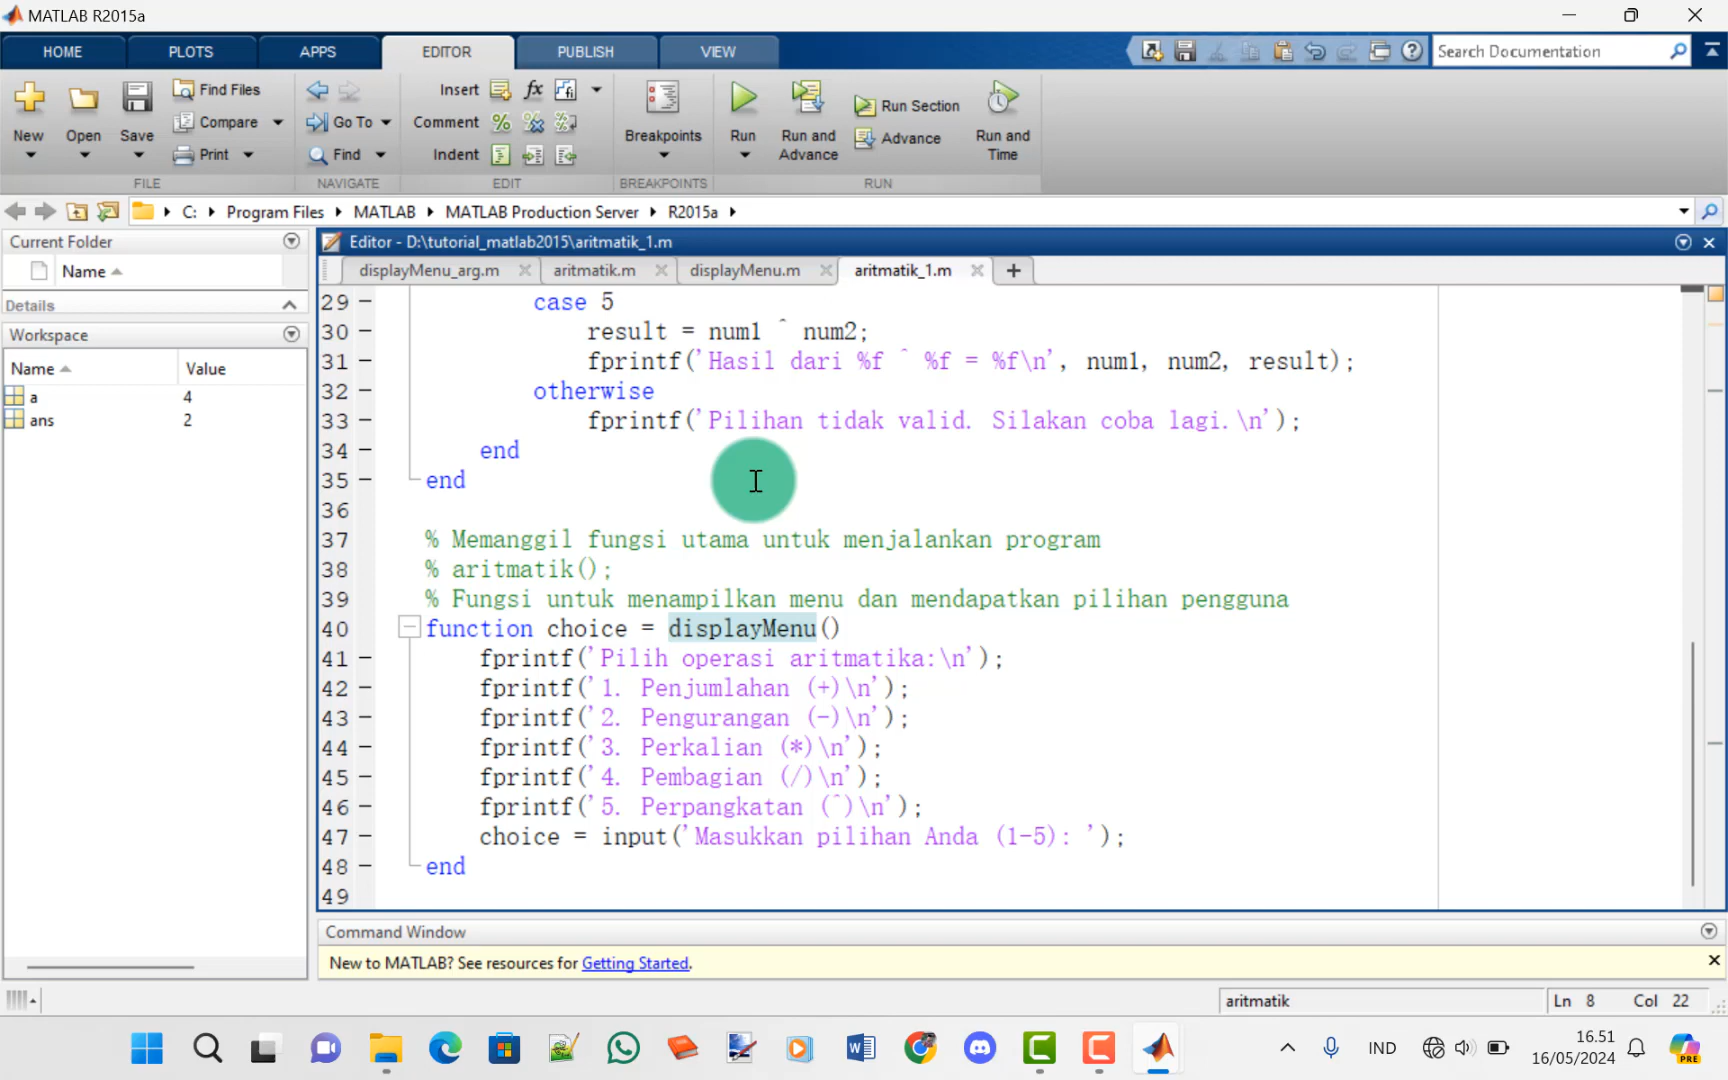 MATLAB R2015a
HOME PLOTS APPS EDITOR PUBLISH VIEW Search Documentation
New Open Save Find Files Compare Print
Go To Find
Insert fx Comment Indent
Breakpoints Run Run and Advance Run Section Advance Run and Time
FILE NAVIGATE EDIT BREAKPOINTS RUN
C: Program Files MATLAB MATLAB Production Server R2015a
Current Folder
Name
Details
Workspace
Name Value
a 4
ans 2
Editor - D:\tutorial_matlab2015\aritmatik_1.m
displayMenu_arg.m aritmatik.m displayMenu.m aritmatik_1.m
29 case 5
30 result = num1 ^ num2;
31 fprintf('Hasil dari %f ^ %f = %f\n', num1, num2, result);
32 otherwise
33 fprintf('Pilihan tidak valid. Silakan coba lagi.\n');
34 end
35 end
36
37 % Memanggil fungsi utama untuk menjalankan program
38 % aritmatik();
39 % Fungsi untuk menampilkan menu dan mendapatkan pilihan pengguna
40 function choice = displayMenu()
41 fprintf('Pilih operasi aritmatika:\n');
42 fprintf('1. Penjumlahan (+)\n');
43 fprintf('2. Pengurangan (-)\n');
44 fprintf('3. Perkalian (*)\n');
45 fprintf('4. Pembagian (/)\n');
46 fprintf('5. Perpangkatan (^)\n');
47 choice = input('Masukkan pilihan Anda (1-5): ');
48 end
49
Command Window
New to MATLAB? See resources for Getting Started.
aritmatik Ln 8 Col 22
IND 16.51
16/05/2024
PRE